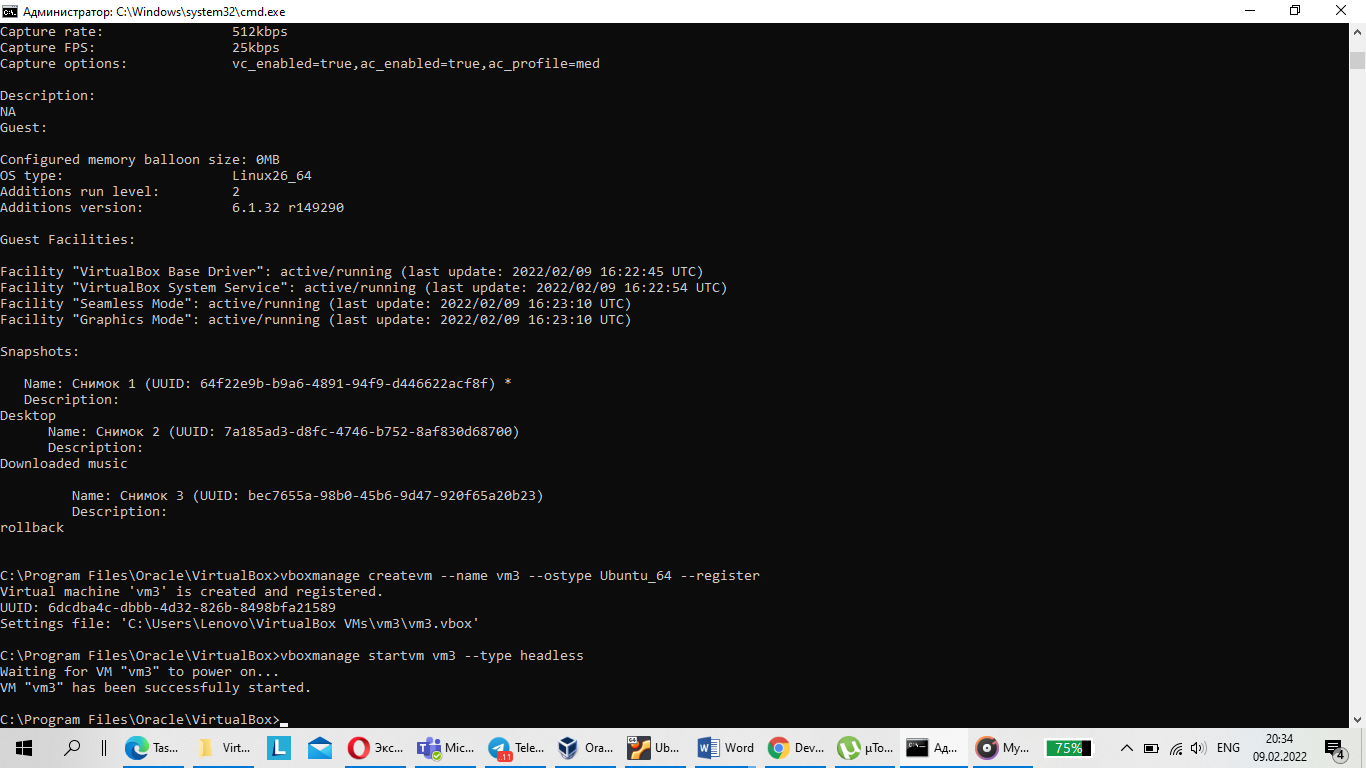 Администратор: C:\Windows\system32\cmd.exe
Capture rate: 512kbps
Capture FPS: 25kbps
Capture options: vc_enabled=true,ac_enabled=true,ac_profile=med
Description:
NA
Guest:
Configured memory balloon size: 0MB
OS type: Linux26_64
Additions run level: 2
Additions version: 6.1.32 r149290
Guest Facilities:
Facility "VirtualBox Base Driver": active/running (last update: 2022/02/09 16:22:45 UTC)
Facility "VirtualBox System Service": active/running (last update: 2022/02/09 16:22:54 UTC)
Facility "Seamless Mode": active/running (last update: 2022/02/09 16:23:10 UTC)
Facility "Graphics Mode": active/running (last update: 2022/02/09 16:23:10 UTC)
Snapshots:
Name: Снимок 1 (UUID: 64f22e9b-b9a6-4891-94f9-d446622acf8f) *
Description:
Desktop
Name: Снимок 2 (UUID: 7a185ad3-d8fc-4746-b752-8af830d68700)
Description:
Downloaded music
Name: Снимок 3 (UUID: bec7655a-98b0-45b6-9d47-920f65a20b23)
Description:
rollback
C:\Program Files\Oracle\VirtualBox>vboxmanage createvm --name vm3 --ostype Ubuntu_64 --register
Virtual machine 'vm3' is created and registered.
UUID: 6dcdba4c-dbbb-4d32-826b-8498bfa21589
Settings file: 'C:\Users\Lenovo\VirtualBox VMs\vm3\vm3.vbox'
C:\Program Files\Oracle\VirtualBox>vboxmanage startvm vm3 --type headless
Waiting for VM "vm3" to power on...
VM "vm3" has been successfully started.
C:\Program Files\Oracle\VirtualBox>
Tas... Virt... L Экс... Mic... Tele... .11 Ora... 64 Ub... Word Dev... µTo... Ад... My... 75% ENG 20:34
09.02.2022 4